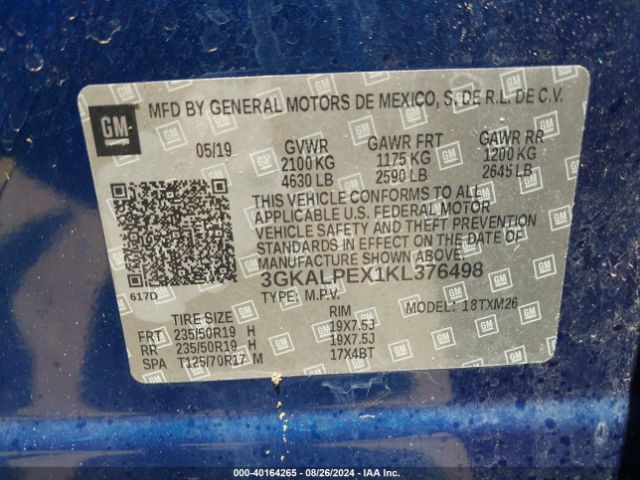 GM MFD BY GENERAL MOTORS DE MEXICO, S. DE R.L. DE C.V.
05/19 GVWR GAWR FRT GAWR RR
2100 KG 1175 KG 1200 KG
4630 LB 2590 LB 2645 LB
THIS VEHICLE CONFORMS TO ALL
APPLICABLE U.S. FEDERAL MOTOR
VEHICLE SAFETY AND THEFT PREVENTION
STANDARDS IN EFFECT ON THE DATE OF
MANUFACTURE SHOWN ABOVE.
3GKALPEX1KL376498
617D TYPE: M.P.V. MODEL: 18TXM26
TIRE SIZE RIM
FRT 235/50R19 H 19X7.5J
RR 235/50R19 H 19X7.5J
SPA T125/70R17 M 17X4BT
000-40164265 - 08/26/2024 - IAA Inc.